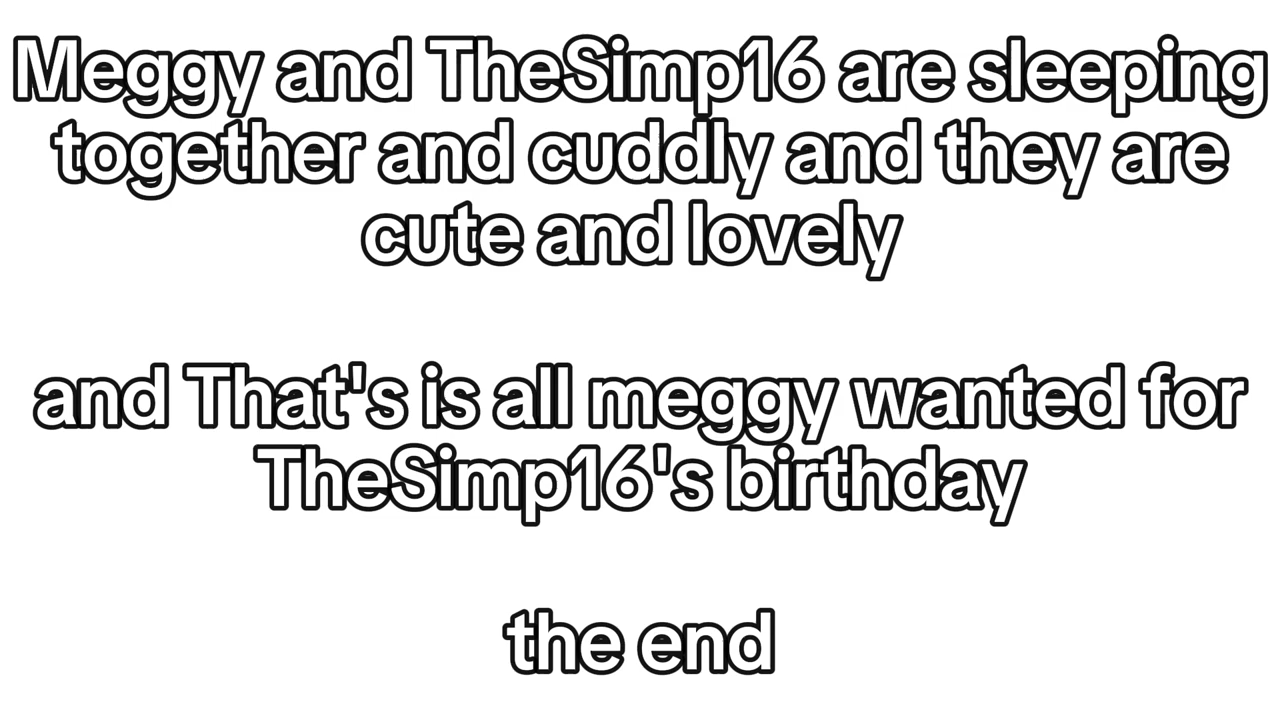 Meggy and TheSimp16 are sleeping
together and cuddly and they are
cute and lovely
and That's is all meggy wanted for
TheSimp16's birthday
the end